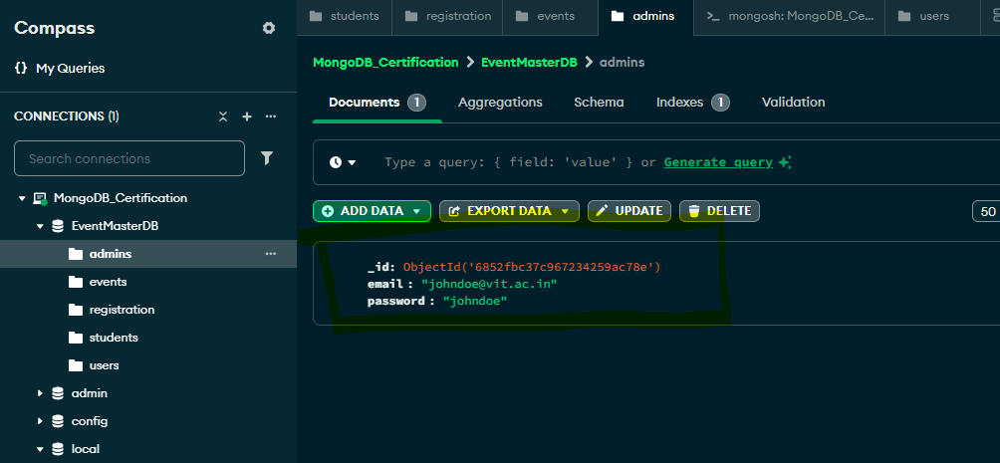 Compass
{} My Queries
CONNECTIONS (1)
Search connections
MongoDB_Certification
EventMasterDB
admins
events
registration
students
users
admin
config
local
students
registration
events
admins
>_ mongosh: MongoDB_Ce...
users
MongoDB_Certification > EventMasterDB > admins
Documents 1 Aggregations Schema Indexes 1 Validation
Type a query: { field: 'value' } or Generate query
ADD DATA EXPORT DATA UPDATE DELETE 50
_id: ObjectId('6852fbc37c967234259ac78e')
email : "johndoe@vit.ac.in"
password : "johndoe"